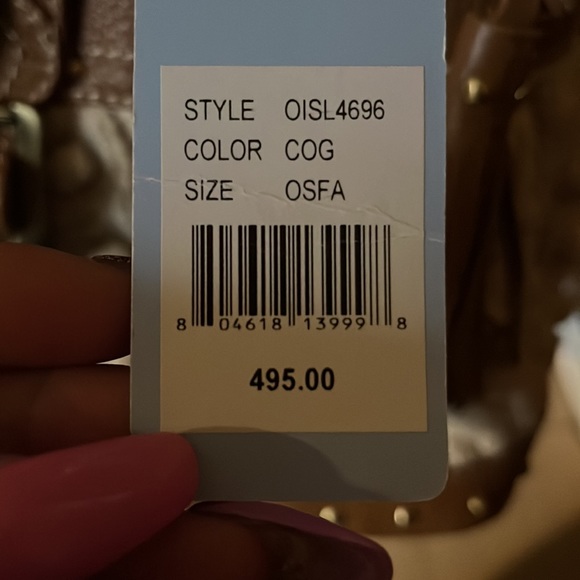 STYLE OISL4696
COLOR COG
SIZE OSFA
8 04618 13999 8
495.00